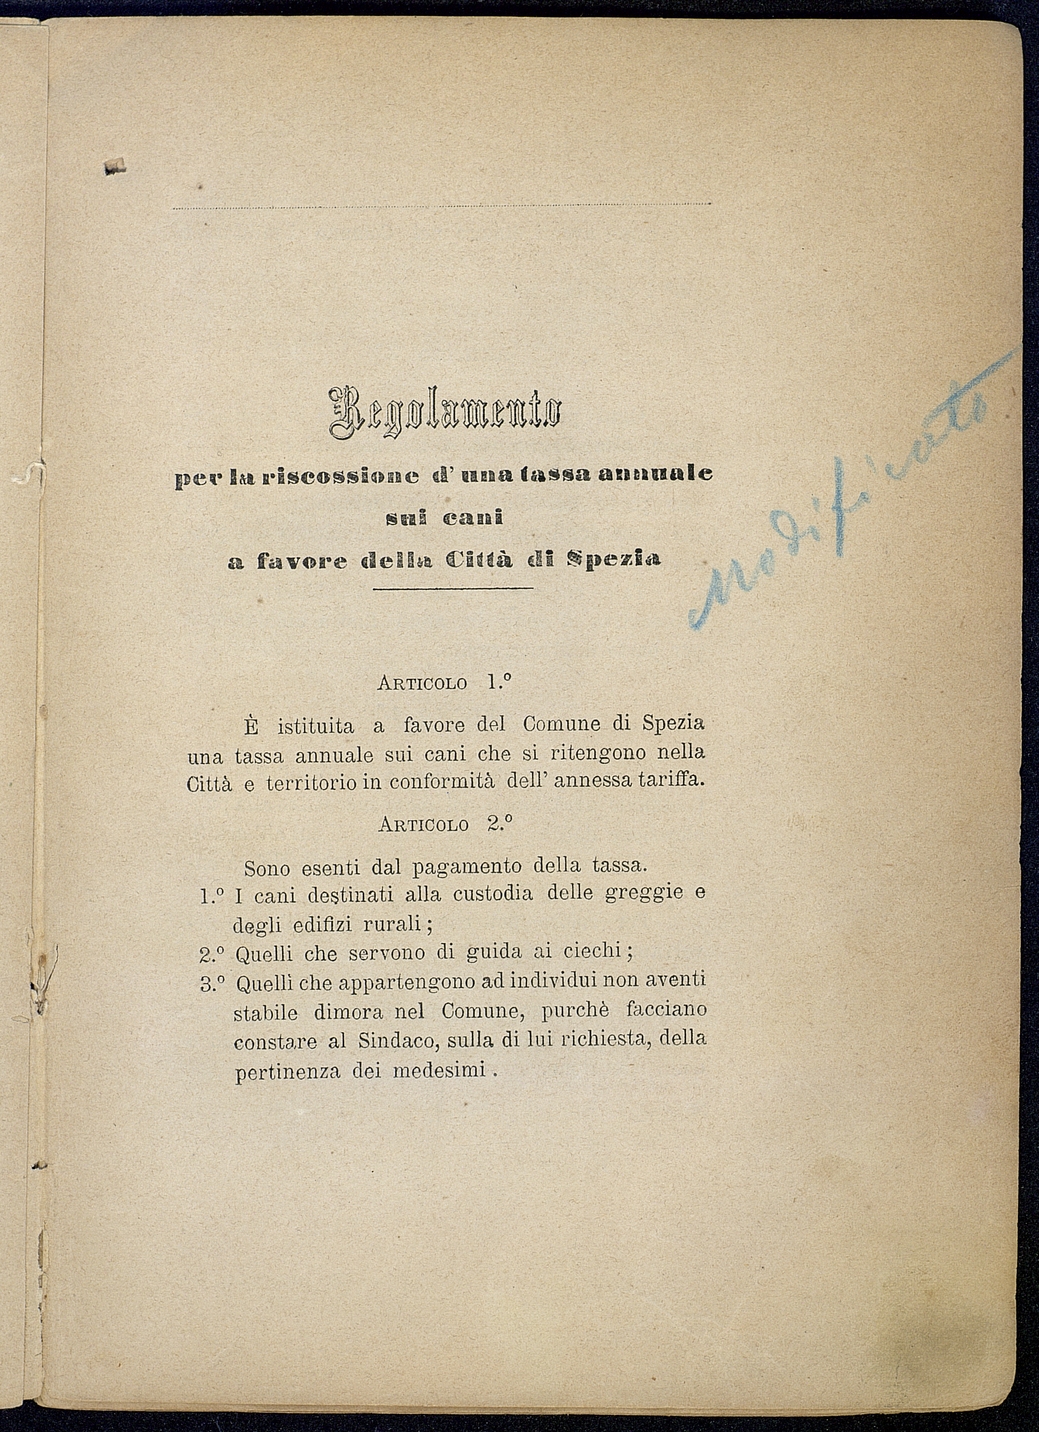 Regolamento
per la riscossione d' una tassa annuale
sui cani
a favore della Città di Spezia
Modificato
ARTICOLO 1.º
È istituita a favore del Comune di Spezia
una tassa annuale sui cani che si ritengono nella
Città e territorio in conformità dell' annessa tariffa.
ARTICOLO 2.º
Sono esenti dal pagamento della tassa.
1.º I cani destinati alla custodia delle greggie e
degli edifizi rurali ;
2.º Quelli che servono di guida ai ciechi ;
3.º Quelli che appartengono ad individui non aventi
stabile dimora nel Comune, purchè facciano
constare al Sindaco, sulla di lui richiesta, della
pertinenza dei medesimi .